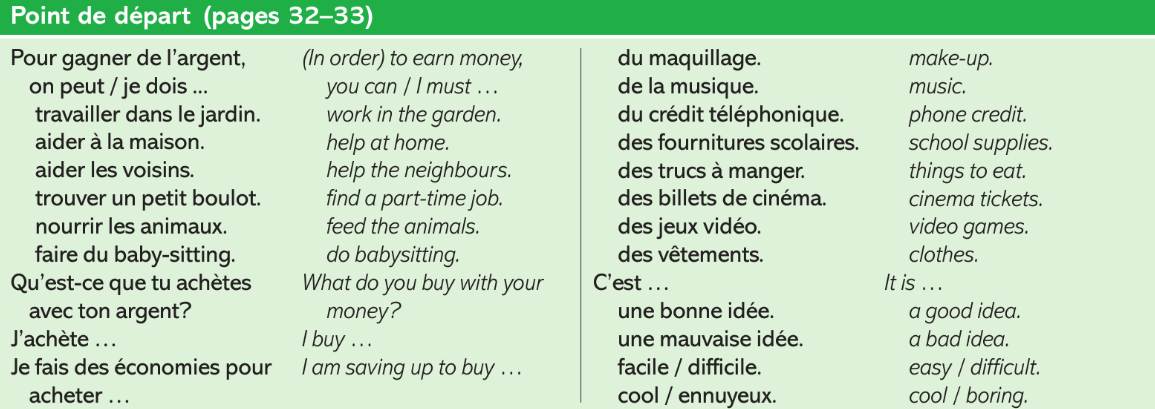 Point de départ (pages 32–33)
Pour gagner de l'argent, (In order) to earn money,
on peut / je dois ... you can / I must …
travailler dans le jardin. work in the garden.
aider à la maison. help at home.
aider les voisins. help the neighbours.
trouver un petit boulot. find a part-time job.
nourrir les animaux. feed the animals.
faire du baby-sitting. do babysitting.
Qu'est-ce que tu achètes What do you buy with your
avec ton argent? money?
J'achète … I buy …
Je fais des économies pour I am saving up to buy …
acheter …
du maquillage. make-up.
de la musique. music.
du crédit téléphonique. phone credit.
des fournitures scolaires. school supplies.
des trucs à manger. things to eat.
des billets de cinéma. cinema tickets.
des jeux vidéo. video games.
des vêtements. clothes.
C'est … It is …
une bonne idée. a good idea.
une mauvaise idée. a bad idea.
facile / difficile. easy / difficult.
cool / ennuyeux. cool / boring.